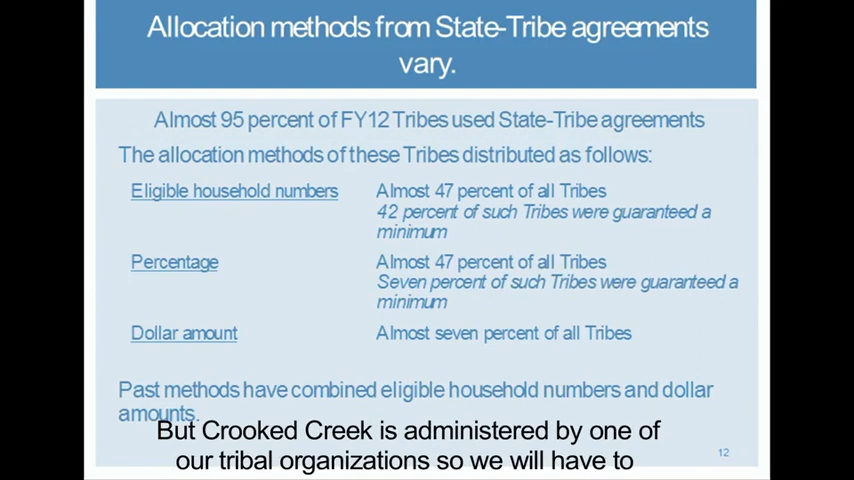 Allocation methods from State-Tribe agreements
vary.
Almost 95 percent of FY12 Tribes used State-Tribe agreements
The allocation methods of these Tribes distributed as follows:
Eligible household numbers Almost 47 percent of all Tribes
42 percent of such Tribes were guaranteed a
minimum
Percentage Almost 47 percent of all Tribes
Seven percent of such Tribes were guaranteed a
minimum
Dollar amount Almost seven percent of all Tribes
Past methods have combined eligible household numbers and dollar
amounts.
But Crooked Creek is administered by one of
our tribal organizations so we will have to
12